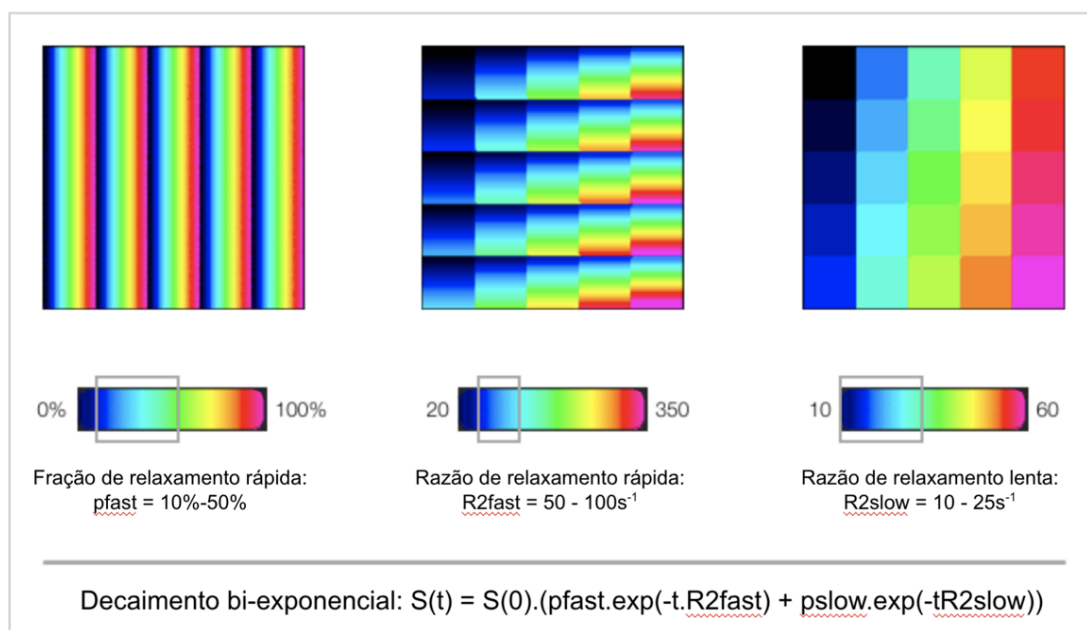 0%
100%
20
350
10
60
Fração de relaxamento rápida:
pfast = 10%-50%
Razão de relaxamento rápida:
R2fast = 50 - 100s⁻¹
Razão de relaxamento lenta:
R2slow = 10 - 25s⁻¹
Decaimento bi-exponencial: S(t) = S(0).(pfast.exp(-t.R2fast) + pslow.exp(-tR2slow))